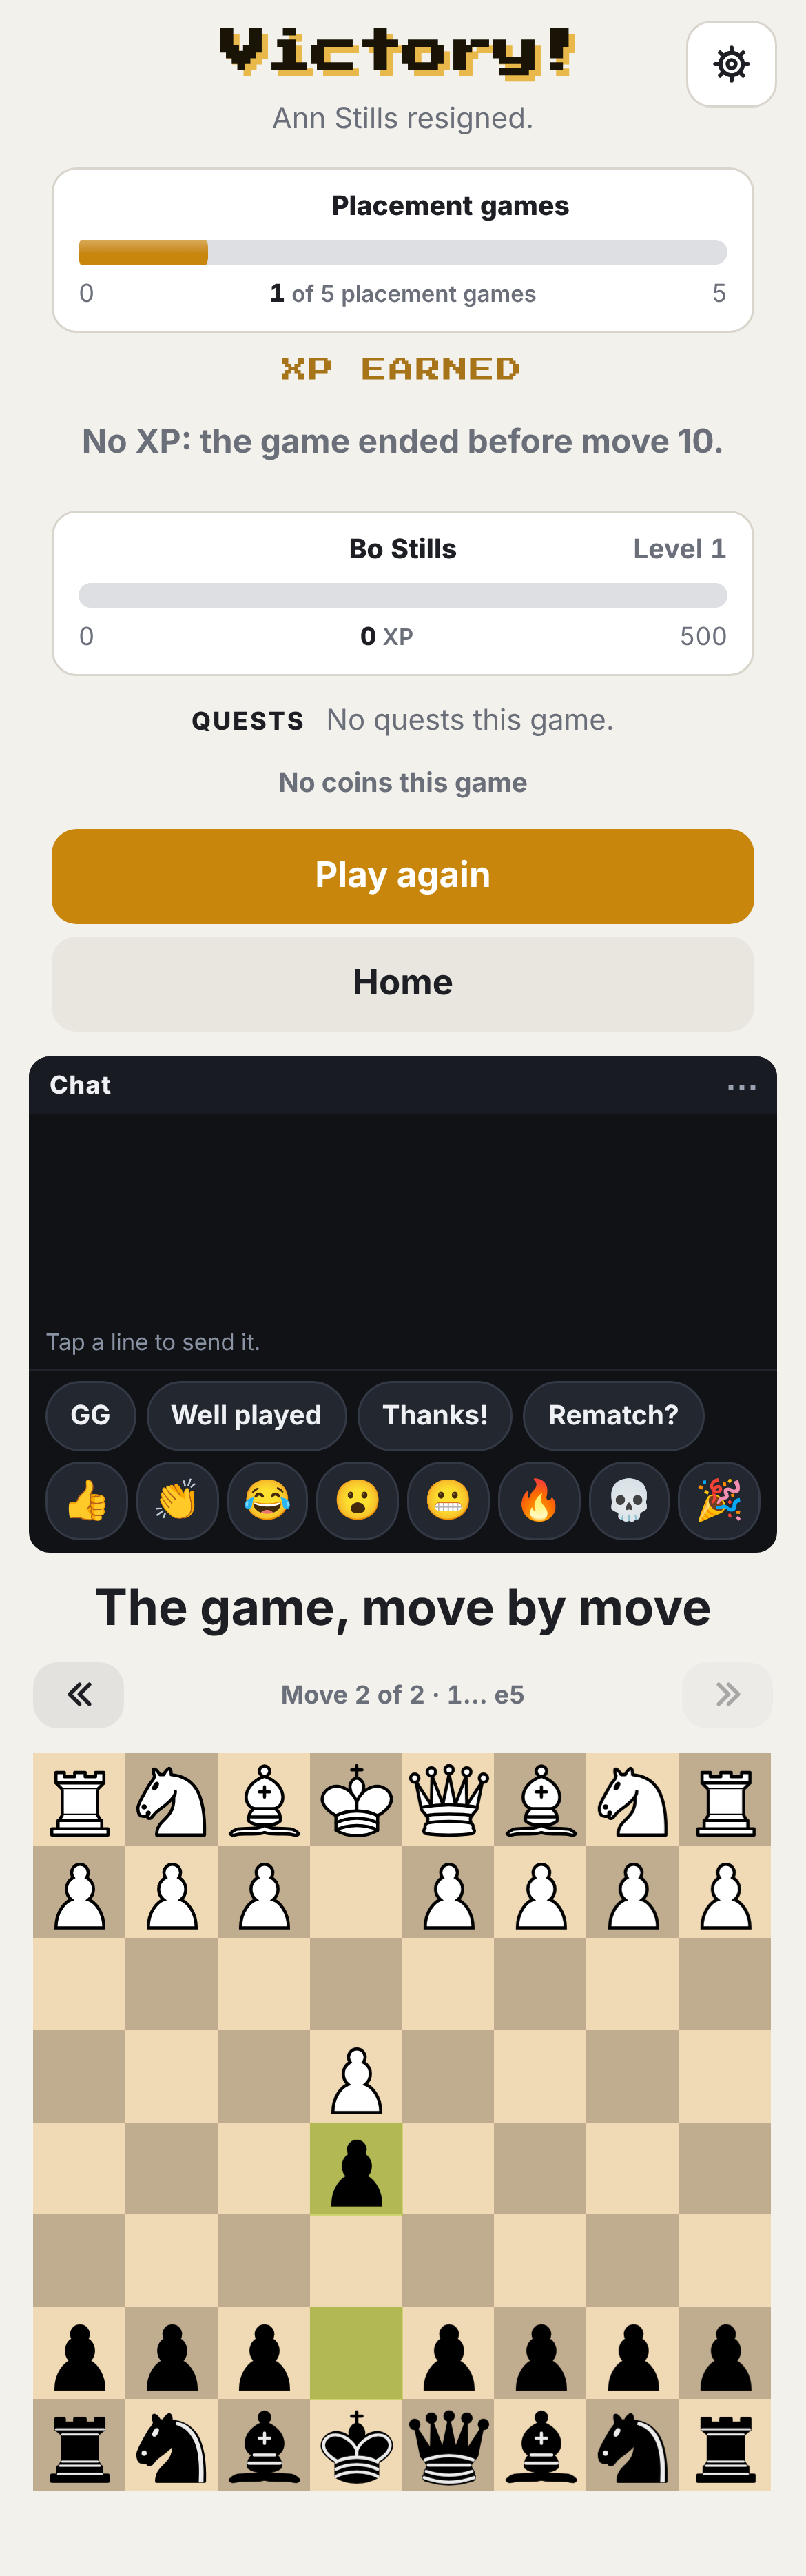 Victory!
Ann Stills resigned.
Placement games
0 1 of 5 placement games 5
XP EARNED
No XP: the game ended before move 10.
Bo Stills Level 1
0 0 XP 500
QUESTS No quests this game.
No coins this game
Play again
Home
Chat ...
Tap a line to send it.
GG Well played Thanks! Rematch?
👍 👏 😂 😮 😬 🔥 💀 🎉
The game, move by move
« Move 2 of 2 · 1... e5 »